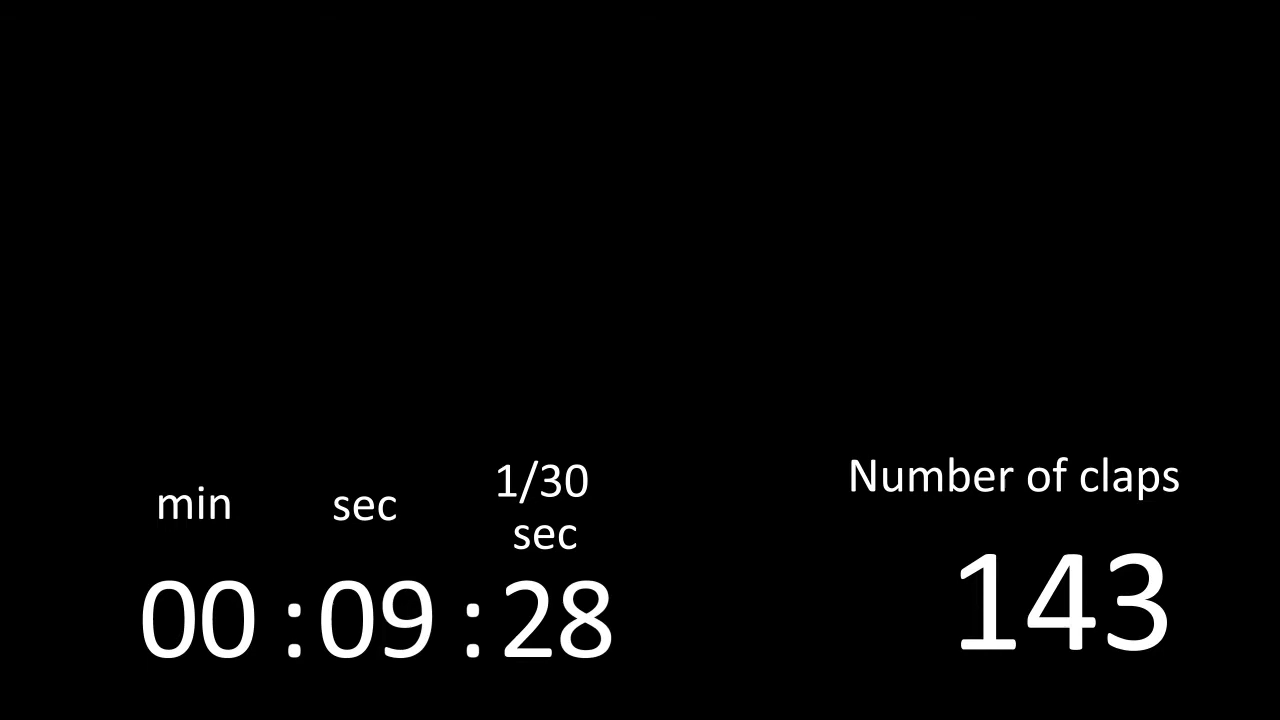 min sec 1/30 sec
00 : 09 : 28
Number of claps
143